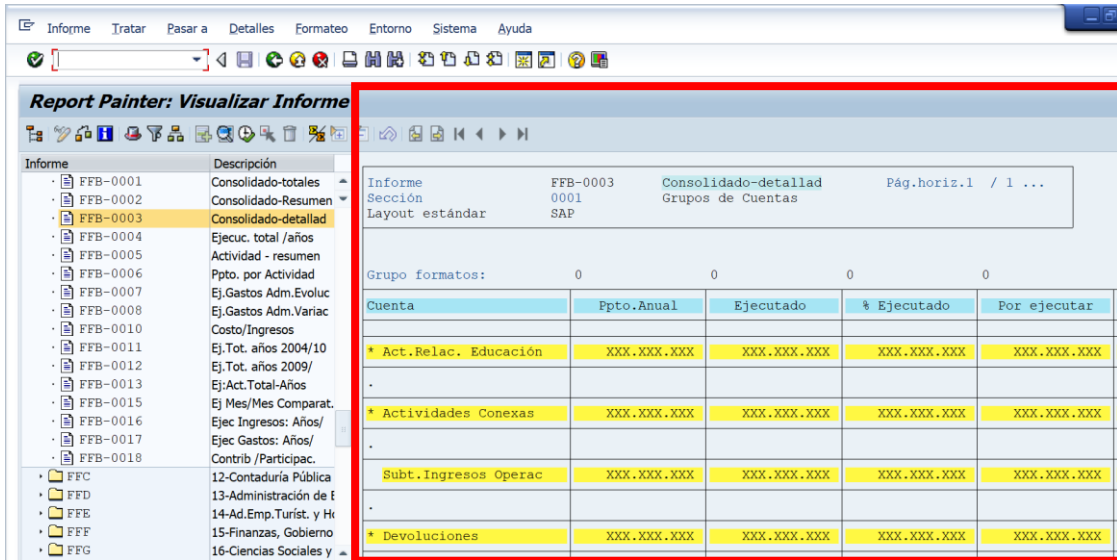 Informe Tratar Pasar a Detalles Formateo Entorno Sistema Ayuda
Report Painter: Visualizar Informe
Informe Descripción
FFB-0001 Consolidado-totales
FFB-0002 Consolidado-Resumen
FFB-0003 Consolidado-detallad
FFB-0004 Ejecuc. total /años
FFB-0005 Actividad - resumen
FFB-0006 Ppto. por Actividad
FFB-0007 Ej.Gastos Adm.Evoluc
FFB-0008 Ej.Gastos Adm.Variac
FFB-0010 Costo/Ingresos
FFB-0011 Ej.Tot. años 2004/10
FFB-0012 Ej.Tot. años 2009/
FFB-0013 Ej:Act.Total-Años
FFB-0015 Ej Mes/Mes Comparat.
FFB-0016 Ejec Ingresos: Años/
FFB-0017 Ejec Gastos: Años/
FFB-0018 Contrib /Participac.
FFC 12-Contaduría Pública
FFD 13-Administración de E
FFE 14-Ad.Emp.Turíst. y Ho
FFF 15-Finanzas, Gobierno
FFG 16-Ciencias Sociales y
Informe FFB-0003 Consolidado-detallad Pág.horiz.1 / 1 ...
Sección 0001 Grupos de Cuentas
Layout estándar SAP
Grupo formatos: 0 0 0 0
Cuenta Ppto.Anual Ejecutado % Ejecutado Por ejecutar
* Act.Relac. Educación XXX.XXX.XXX XXX.XXX.XXX XXX.XXX.XXX XXX.XXX.XXX
.
* Actividades Conexas XXX.XXX.XXX XXX.XXX.XXX XXX.XXX.XXX XXX.XXX.XXX
.
Subt.Ingresos Operac XXX.XXX.XXX XXX.XXX.XXX XXX.XXX.XXX XXX.XXX.XXX
.
* Devoluciones XXX.XXX.XXX XXX.XXX.XXX XXX.XXX.XXX XXX.XXX.XXX